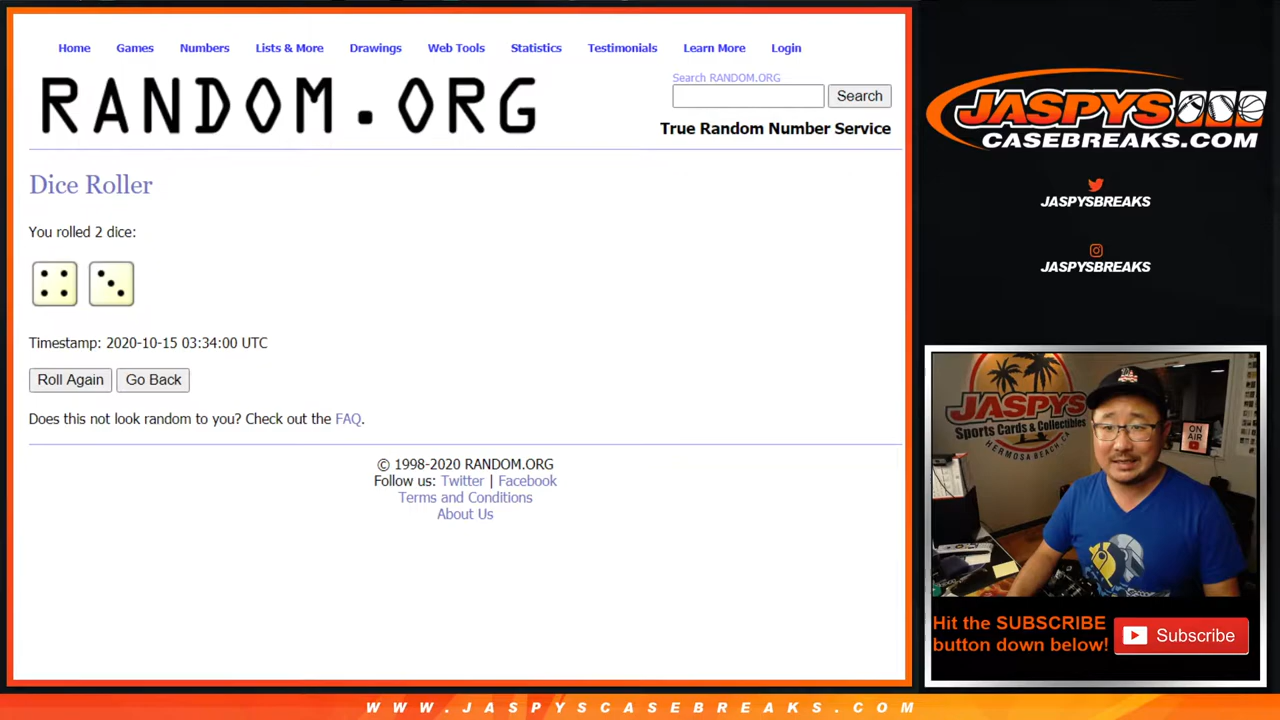 Home Games Numbers Lists & More Drawings Web Tools Statistics Testimonials Learn More Login
RANDOM.ORG
Search RANDOM.ORG
Search
True Random Number Service
Dice Roller
You rolled 2 dice:
Timestamp: 2020-10-15 03:34:00 UTC
Roll Again Go Back
Does this not look random to you? Check out the FAQ.
© 1998-2020 RANDOM.ORG
Follow us: Twitter | Facebook
Terms and Conditions
About Us
JASPYS
CASEBREAKS.COM
JASPYSBREAKS
JASPYSBREAKS
JASPYS
Sports Cards & Collectibles
HERMOSA BEACH, CA
ON AIR
Hit the SUBSCRIBE
button down below!
Subscribe
WWW.JASPYSCASEBREAKS.COM